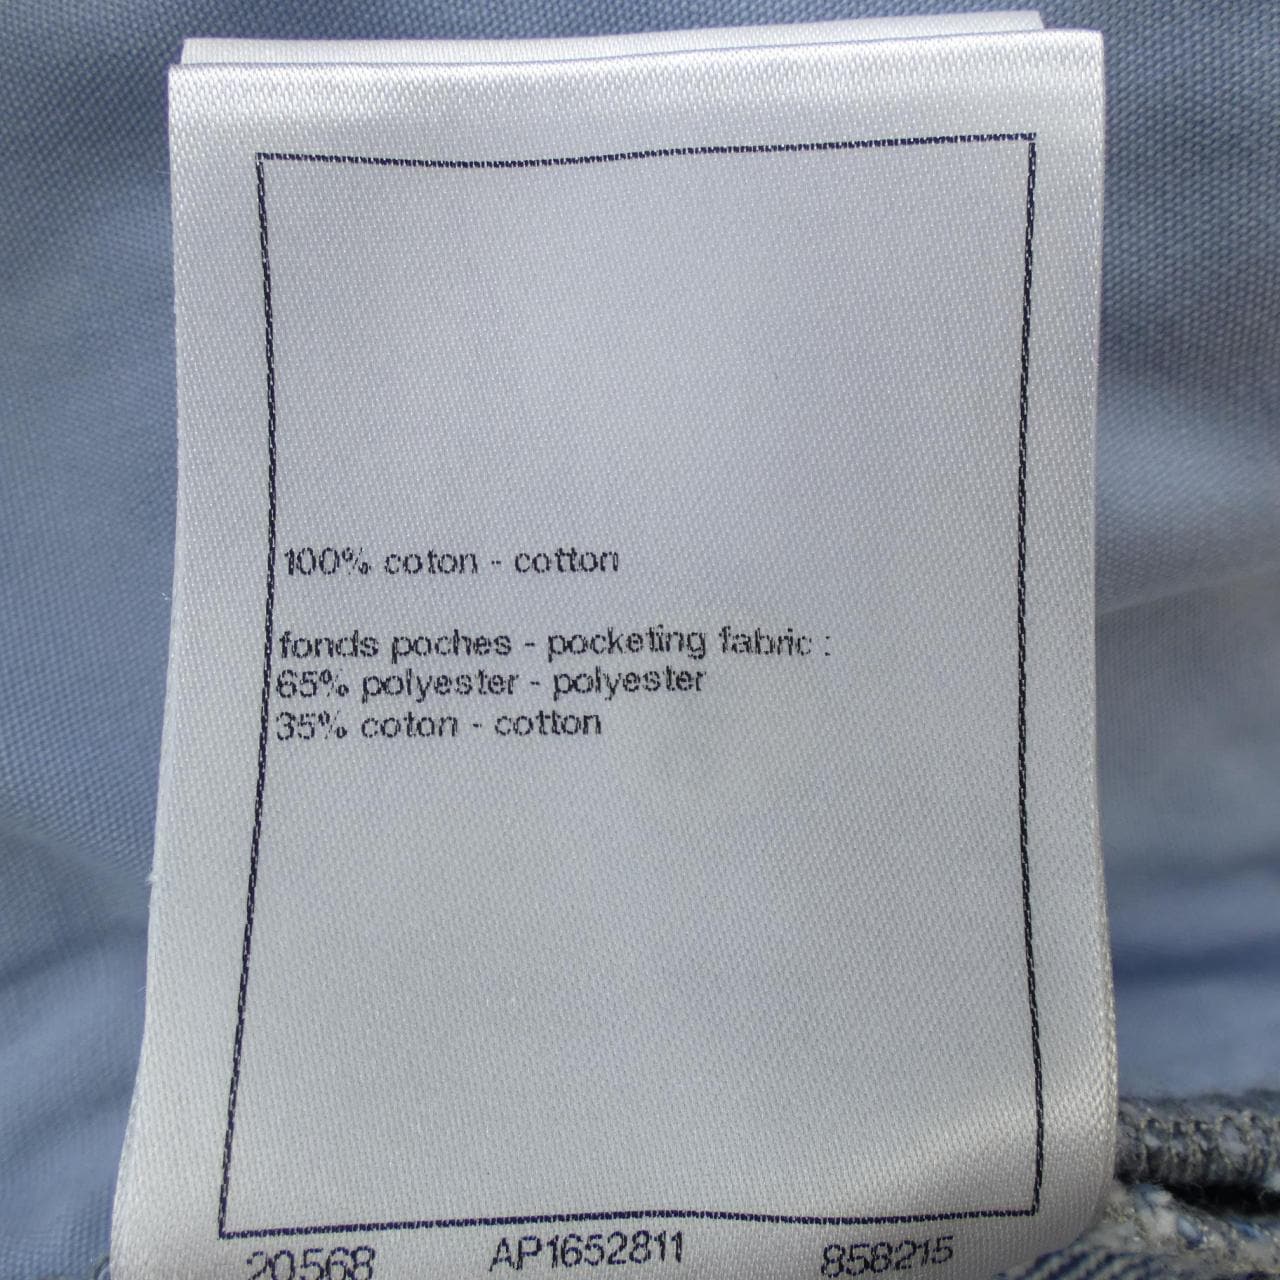 100% coton - cotton
fonds poches - pocketing fabric :
65% polyester - polyester
35% coton - cotton
20568 AP1652811 858215